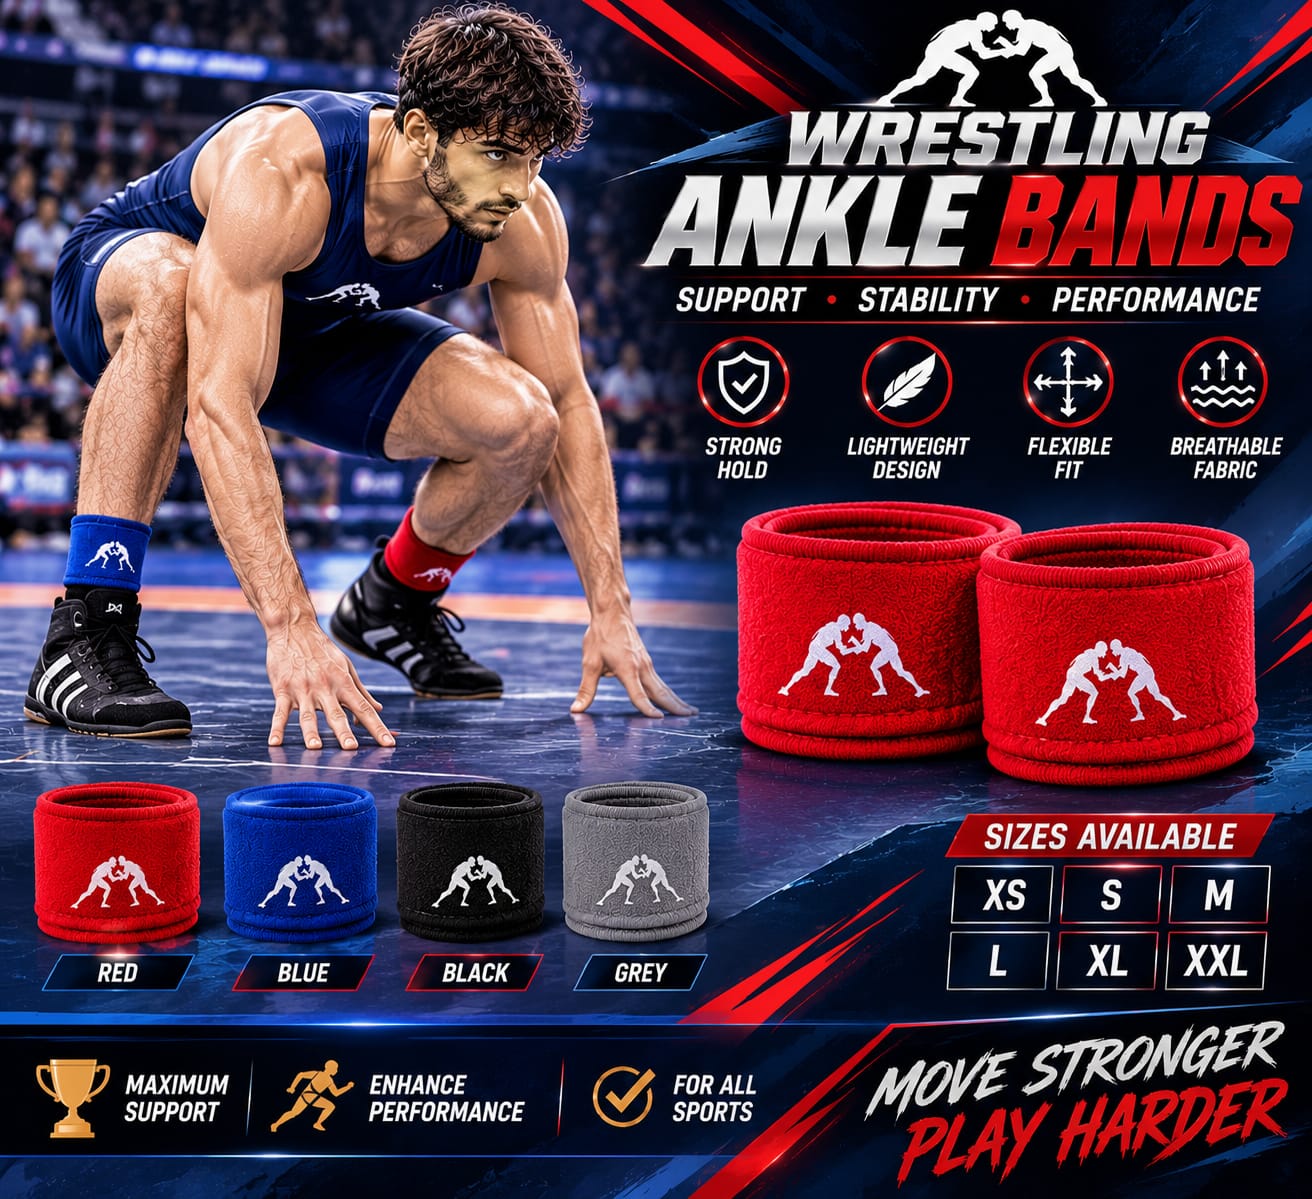 WRESTLING
ANKLE BANDS
SUPPORT • STABILITY • PERFORMANCE
STRONG
HOLD
LIGHTWEIGHT
DESIGN
FLEXIBLE
FIT
BREATHABLE
FABRIC
SIZES AVAILABLE
XS S M
L XL XXL
RED
BLUE
BLACK
GREY
MAXIMUM
SUPPORT
ENHANCE
PERFORMANCE
FOR ALL
SPORTS
MOVE STRONGER
PLAY HARDER